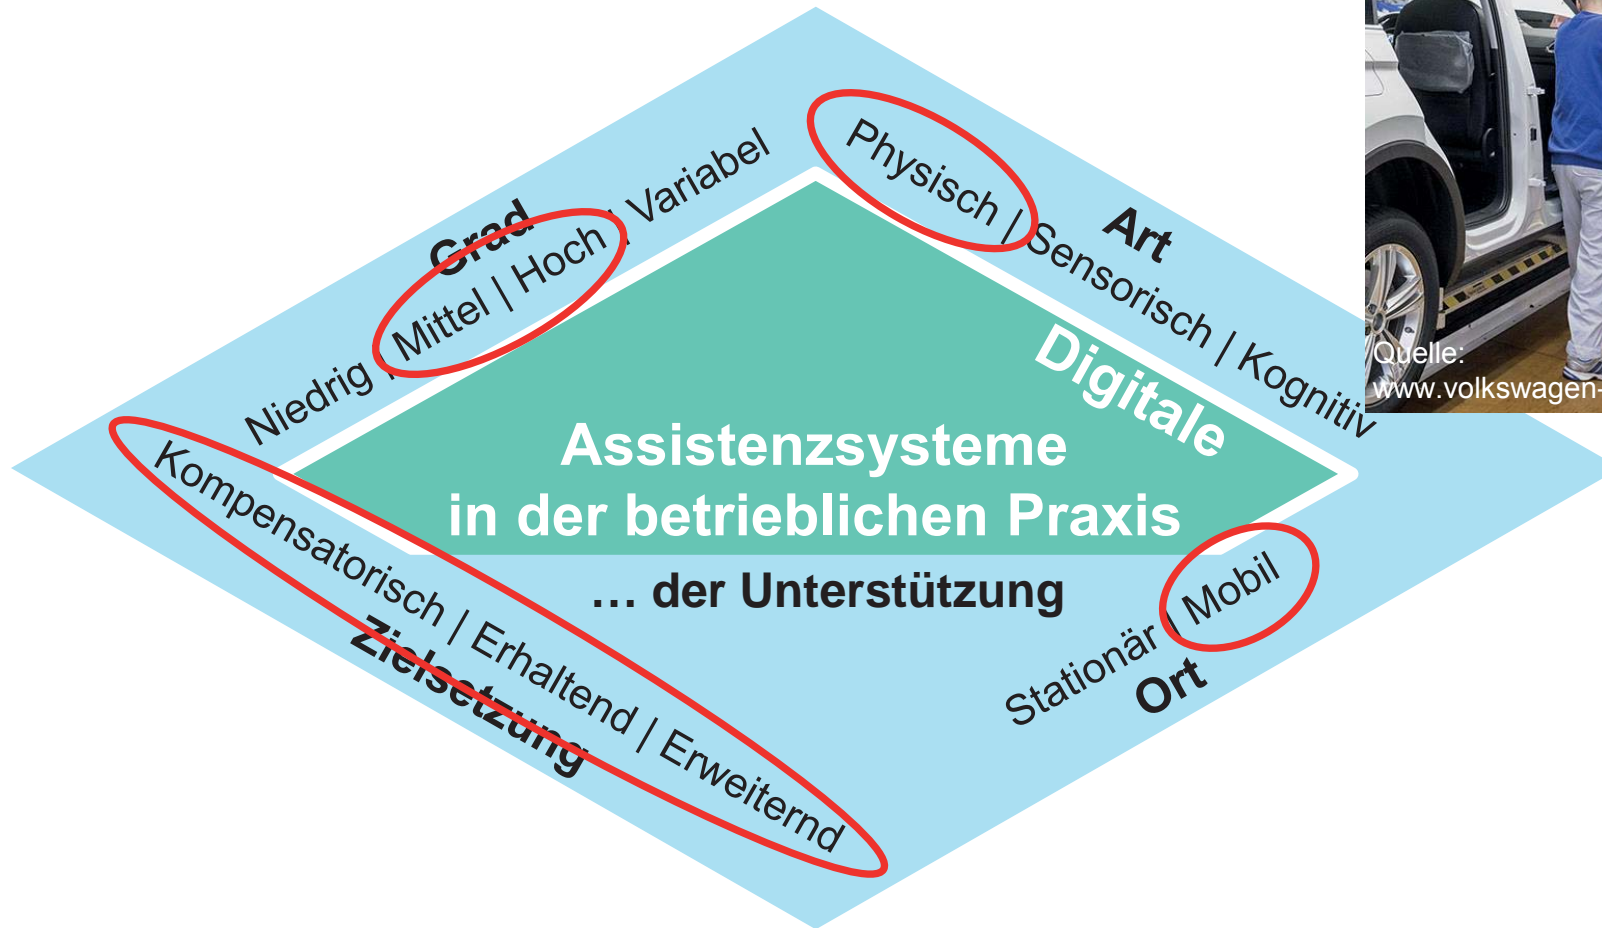 Grad
Niedrig | Mittel | Hoch | Variabel
Art
Physisch | Sensorisch | Kognitiv
Digitale
Assistenzsysteme
in der betrieblichen Praxis
… der Unterstützung
Kompensatorisch | Erhaltend | Erweiternd
Zielsetzung
Stationär | Mobil
Ort
Quelle:
www.volkswagen-